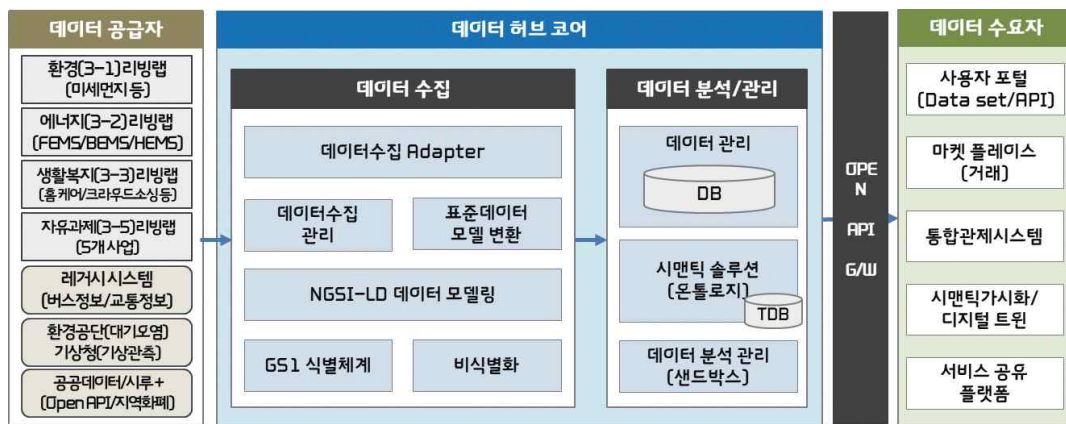 데이터 공급자
환경(3-1)리빙랩
(미세먼지 등)
에너지(3-2)리빙랩
(FEMS/BEMS/HEMS)
생활복지(3-3)리빙랩
(홈케어/크라우드소싱 등)
자유과제(3-5)리빙랩
(5개 사업)
레거시 시스템
(버스정보/교통정보)
환경공단(대기오염)
기상청(기상관측)
공공데이터/시루+
(Open API/지역화폐)
데이터 허브 코어
데이터 수집
데이터수집 Adapter
데이터수집
관리
표준데이터
모델 변환
NGSI-LD 데이터 모델링
GS1 식별체계
비식별화
데이터 분석/관리
데이터 관리
DB
시맨틱 솔루션
(온톨로지)
TDB
데이터 분석 관리
(샌드박스)
OPE
N
API
G/W
데이터 수요자
사용자 포털
(Data set/API)
마켓 플레이스
(거래)
통합관제시스템
시맨틱가시화/
디지털 트윈
서비스 공유
플랫폼